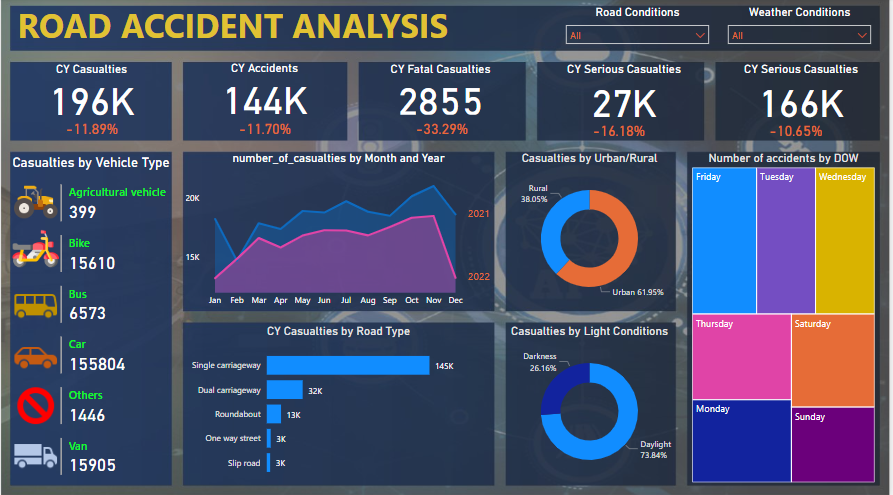 ROAD ACCIDENT ANALYSIS
Road Conditions
All
Weather Conditions
All
CY Casualties
196K
-11.89%
CY Accidents
144K
-11.70%
CY Fatal Casualties
2855
-33.29%
CY Serious Casualties
27K
-16.18%
CY Serious Casualties
166K
-10.65%
Casualties by Vehicle Type
Agricultural vehicle
399
Bike
15610
Bus
6573
Car
155804
Others
1446
Van
15905
number_of_casualties by Month and Year
20K
15K
2021
2022
Jan Feb Mar Apr May Jun Jul Aug Sep Oct Nov Dec
CY Casualties by Road Type
Single carriageway 145K
Dual carriageway 32K
Roundabout 13K
One way street 3K
Slip road 3K
Casualties by Urban/Rural
Rural
38.05%
Urban 61.95%
Casualties by Light Conditions
Darkness
26.16%
Daylight
73.84%
Number of accidents by DOW
Friday
Tuesday
Wednesday
Thursday
Saturday
Monday
Sunday